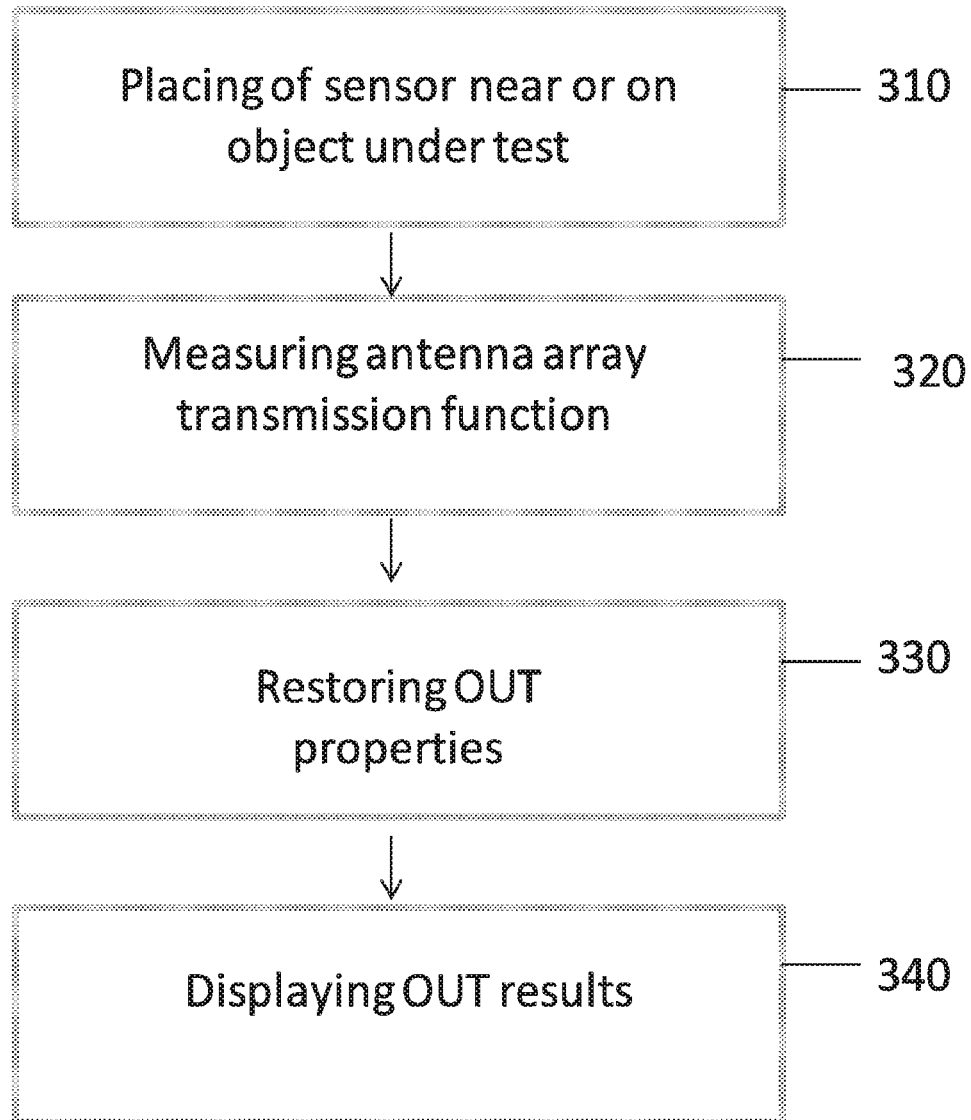 Placing of sensor near or on
object under test
310
Measuring antenna array
transmission function
320
Restoring OUT
properties
330
Displaying OUT results
340